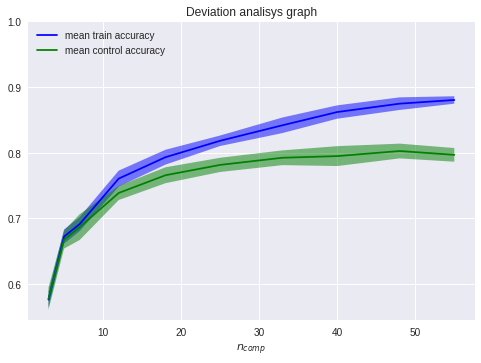 Deviation analisys graph
1.0
mean train accuracy
mean control accuracy
0.9
0.8
0.7
0.6
10 20 30 40 50
n_comp